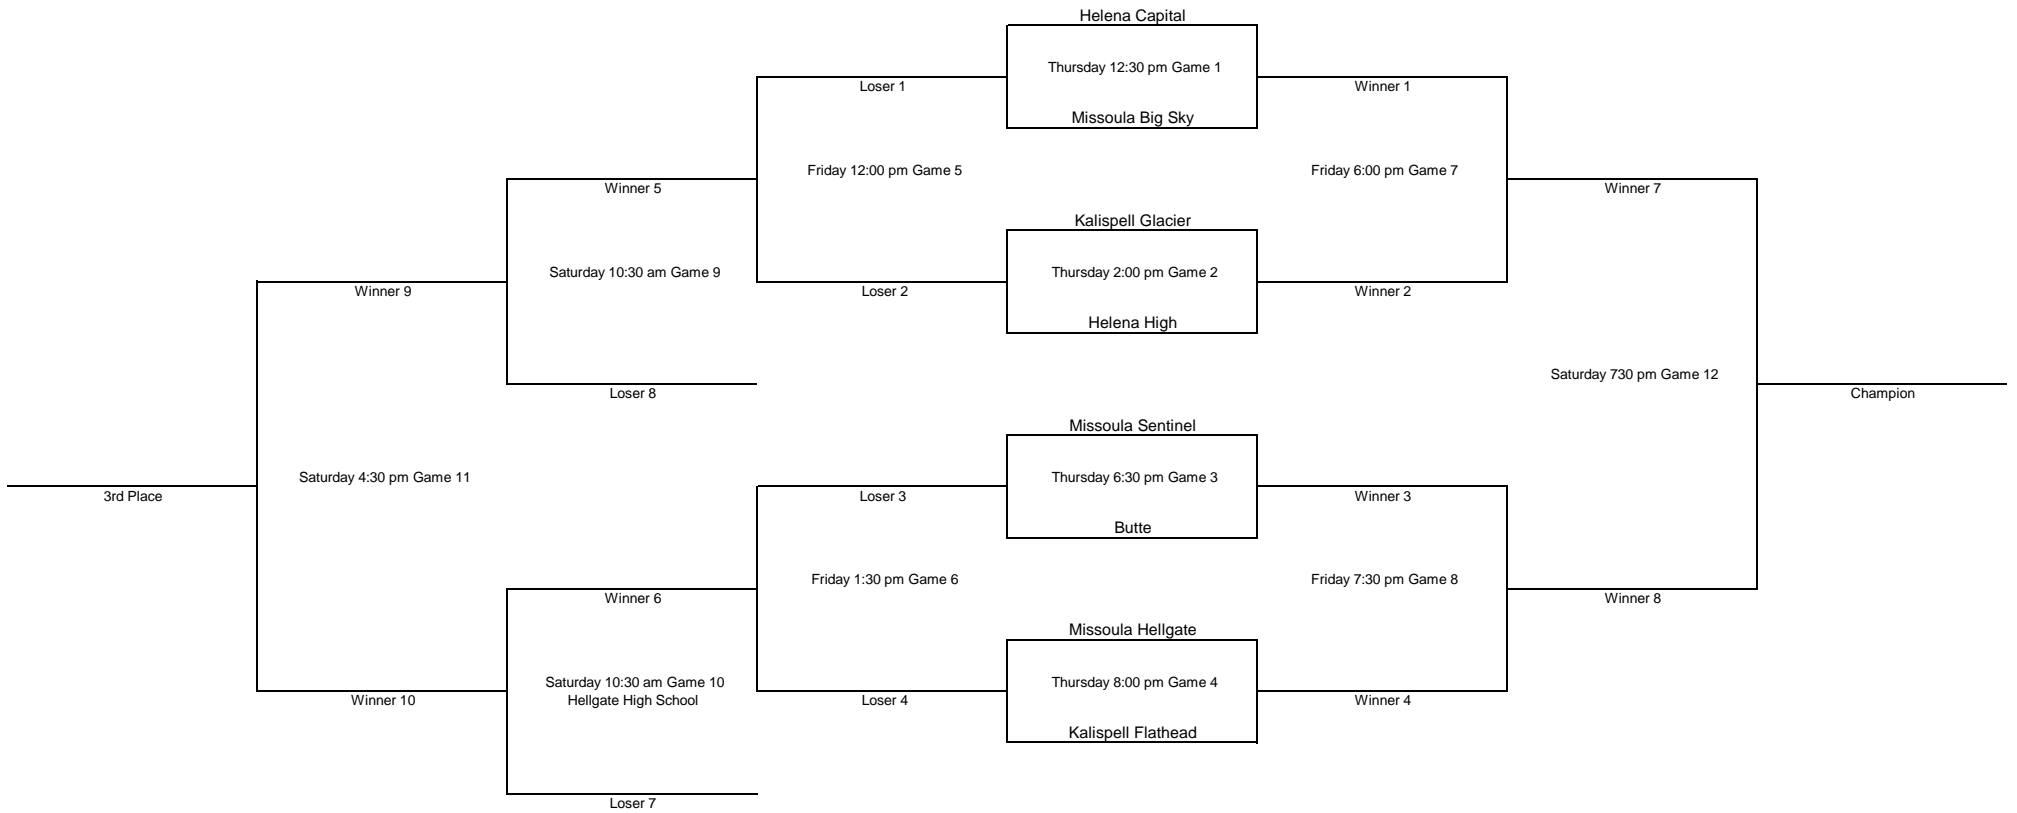 Helena Capital
Thursday 12:30 pm Game 1
Loser 1
Winner 1
Missoula Big Sky
Friday 12:00 pm Game 5
Friday 6:00 pm Game 7
Winner 5
Winner 7
Kalispell Glacier
Saturday 10:30 am Game 9
Thursday 2:00 pm Game 2
Winner 9
Loser 2
Winner 2
Helena High
Saturday 730 pm Game 12
Loser 8
Champion
Missoula Sentinel
Saturday 4:30 pm Game 11
Thursday 6:30 pm Game 3
3rd Place
Loser 3
Winner 3
Butte
Friday 1:30 pm Game 6
Friday 7:30 pm Game 8
Winner 6
Winner 8
Missoula Hellgate
Saturday 10:30 am Game 10
Hellgate High School
Thursday 8:00 pm Game 4
Winner 10
Loser 4
Winner 4
Kalispell Flathead
Loser 7